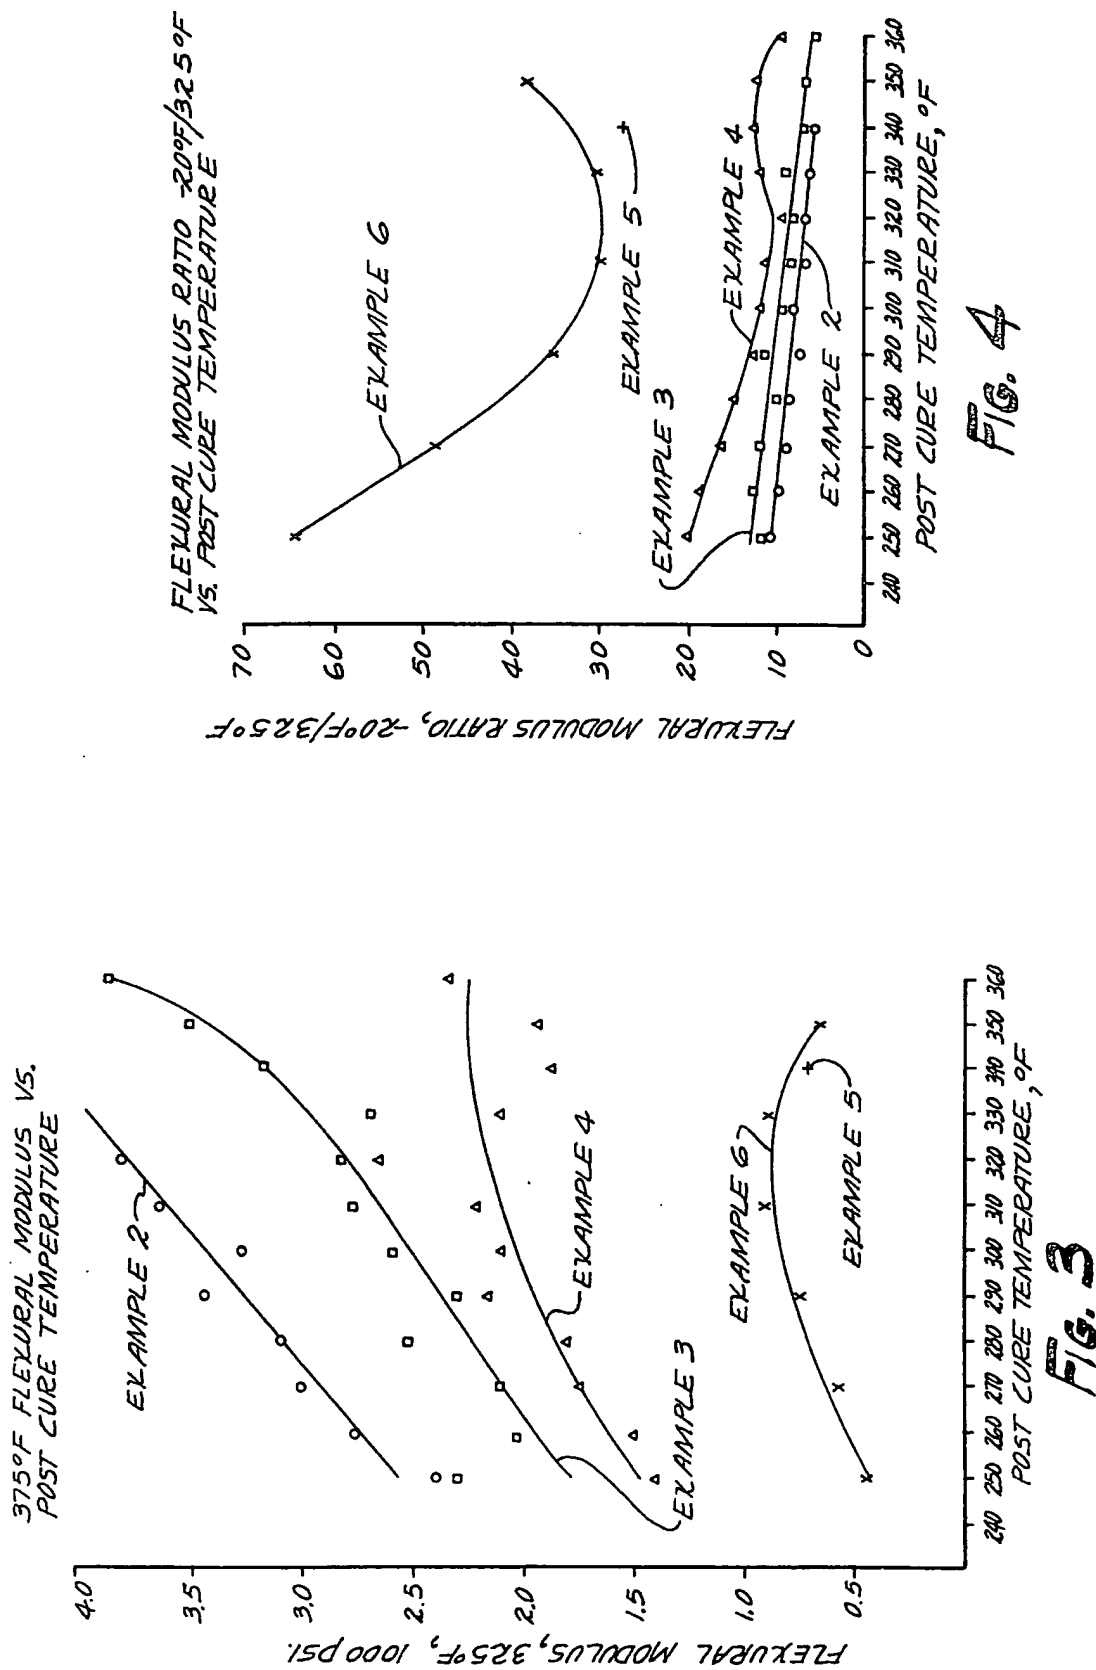 FLEXURAL MODULUS RATIO -20°F/325°F
VS. POST CURE TEMPERATURE
EXAMPLE 6
EXAMPLE 5
EXAMPLE 3
EXAMPLE 4
EXAMPLE 2
70
60
50
40
30
20
10
0
FLEXURAL MODULUS RATIO, -20°F/325°F
240 250 260 270 280 290 300 310 320 330 340 350 360
POST CURE TEMPERATURE, °F
FIG. 4
375°F FLEXURAL MODULUS VS.
POST CURE TEMPERATURE
EXAMPLE 2
EXAMPLE 4
EXAMPLE 3
EXAMPLE 6
EXAMPLE 5
4.0
3.5
3.0
2.5
2.0
1.5
1.0
0.5
FLEXURAL MODULUS, 325°F, 1000 PSI.
240 250 260 270 280 290 300 310 320 330 340 350 360
POST CURE TEMPERATURE, °F
FIG. 3